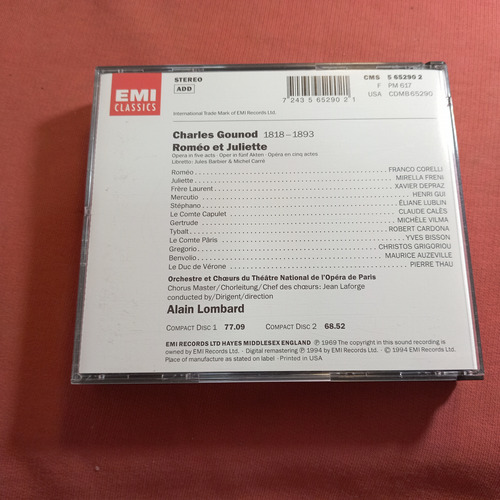 EMI
CLASSICS
STEREO
ADD
International Trade Mark of EMI Records Ltd.
7 243 5 65290 2 1
CMS 5 65290 2
F PM 617
USA CDMB 65290
Charles Gounod 1818–1893
Roméo et Juliette
Opera in five acts · Oper in fünf Akten · Opéra en cinq actes
Libretto: Jules Barbier & Michel Carré
Roméo FRANCO CORELLI
Juliette MIRELLA FRENI
Frère Laurent XAVIER DEPRAZ
Mercutio HENRI GUI
Stéphano ÉLIANE LUBLIN
Le Comte Capulet CLAUDE CALÈS
Gertrude MICHÈLE VILMA
Tybalt ROBERT CARDONA
Le Comte Pâris YVES BISSON
Gregorio CHRISTOS GRIGORIOU
Benvolio MAURICE AUZEVILLE
Le Duc de Vérone PIERRE THAU
Orchestre et Chœurs du Théâtre National de l'Opéra de Paris
Chorus Master/Chorleitung/Chef des chœurs: Jean Laforge
conducted by/Dirigent/direction
Alain Lombard
COMPACT DISC 1 77.09 COMPACT DISC 2 68.52
EMI RECORDS LTD HAYES MIDDLESEX ENGLAND ℗ 1969 The copyright in this sound recording is
owned by EMI Records Ltd. · Digital remastering ℗ 1994 by EMI Records Ltd. · © 1994 EMI Records Ltd.
Place of manufacture as stated on label · Printed in USA